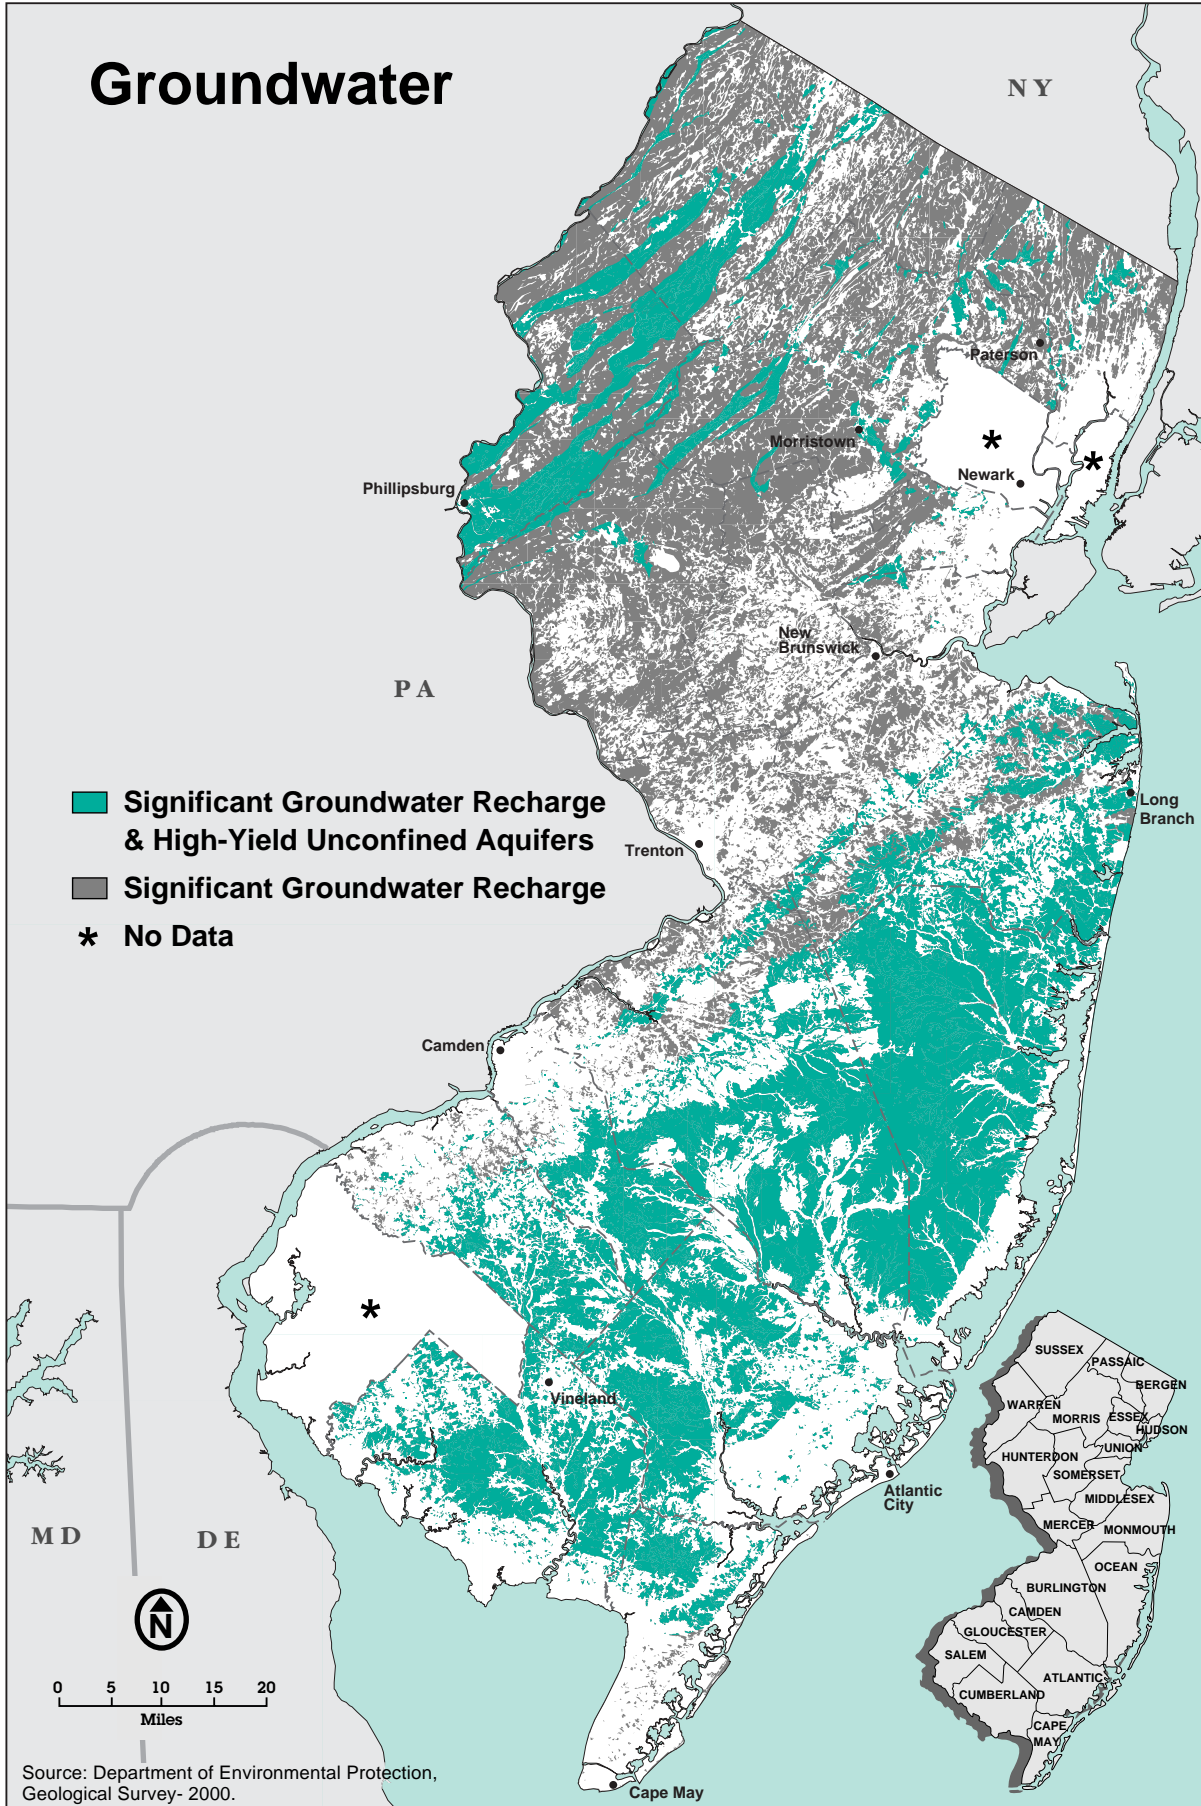 Groundwater
NY
Paterson
Morristown
Newark
Phillipsburg
New
Brunswick
PA
Significant Groundwater Recharge
& High-Yield Unconfined Aquifers
Significant Groundwater Recharge
* No Data
Long
Branch
Trenton
Camden
Vineland
Atlantic
City
MD
DE
N
0 5 10 15 20
Miles
Source: Department of Environmental Protection,
Geological Survey- 2000.
Cape May
SUSSEX
PASSAIC
BERGEN
WARREN
MORRIS
ESSEX
HUDSON
UNION
HUNTERDON
SOMERSET
MIDDLESEX
MERCER
MONMOUTH
OCEAN
BURLINGTON
CAMDEN
GLOUCESTER
SALEM
ATLANTIC
CUMBERLAND
CAPE
MAY